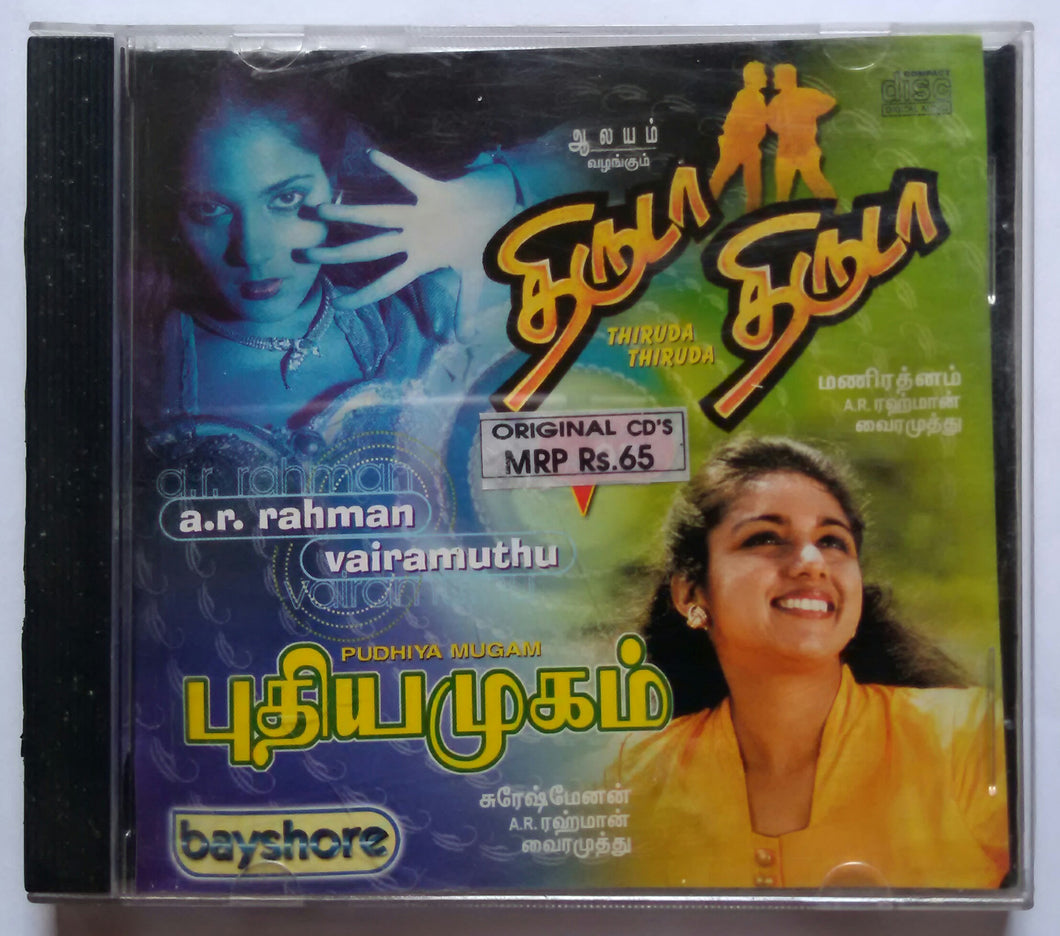 COMPACT
disc
DIGITAL AUDIO
ஆலயம்
வழங்கும்
திருடா திருடா
THIRUDA
THIRUDA
மணிரத்னம்
A.R. ரஹ்மான்
வைரமுத்து
ORIGINAL CD'S
MRP Rs.65
a.r. rahman
a.r. rahman
vairamuthu
PUDHIYA MUGAM
புதியமுகம்
சுரேஷ்மேனன்
A.R. ரஹ்மான்
வைரமுத்து
bayshore